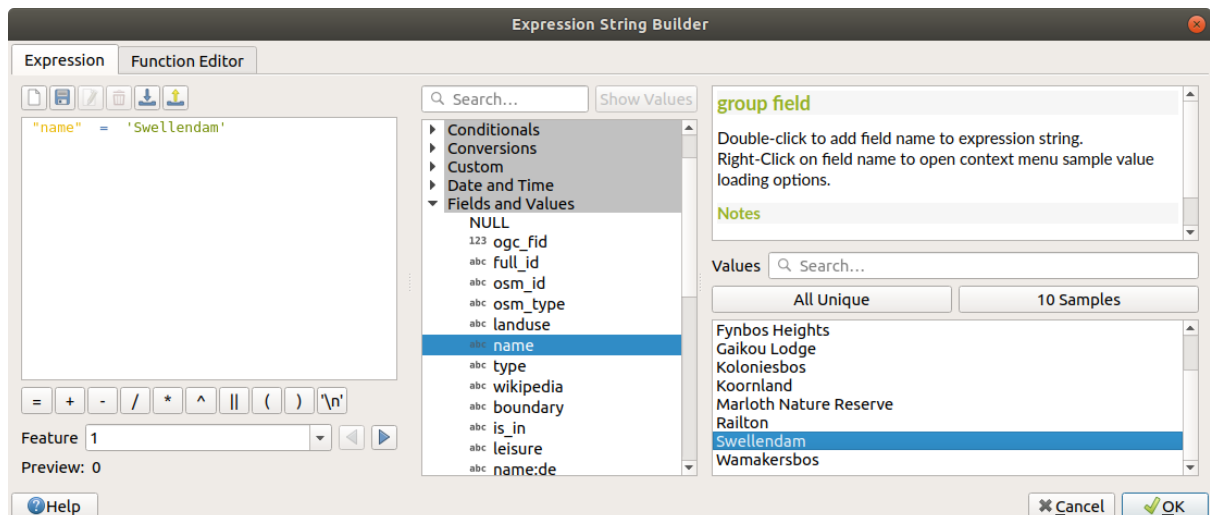 Expression String Builder
Expression
Function Editor
"name" = 'Swellendam'
= + - / * ^ || ( ) '\n'
Feature 1
Preview: 0
Help
Search...
Show Values
Conditionals
Conversions
Custom
Date and Time
Fields and Values
NULL
123 ogc_fid
abc full_id
abc osm_id
abc osm_type
abc landuse
abc name
abc type
abc wikipedia
abc boundary
abc is_in
abc leisure
abc name:de
group field
Double-click to add field name to expression string.
Right-Click on field name to open context menu sample value
loading options.
Notes
Values
Search...
All Unique
10 Samples
Fynbos Heights
Gaikou Lodge
Koloniesbos
Koornland
Marloth Nature Reserve
Railton
Swellendam
Wamakersbos
Cancel
OK